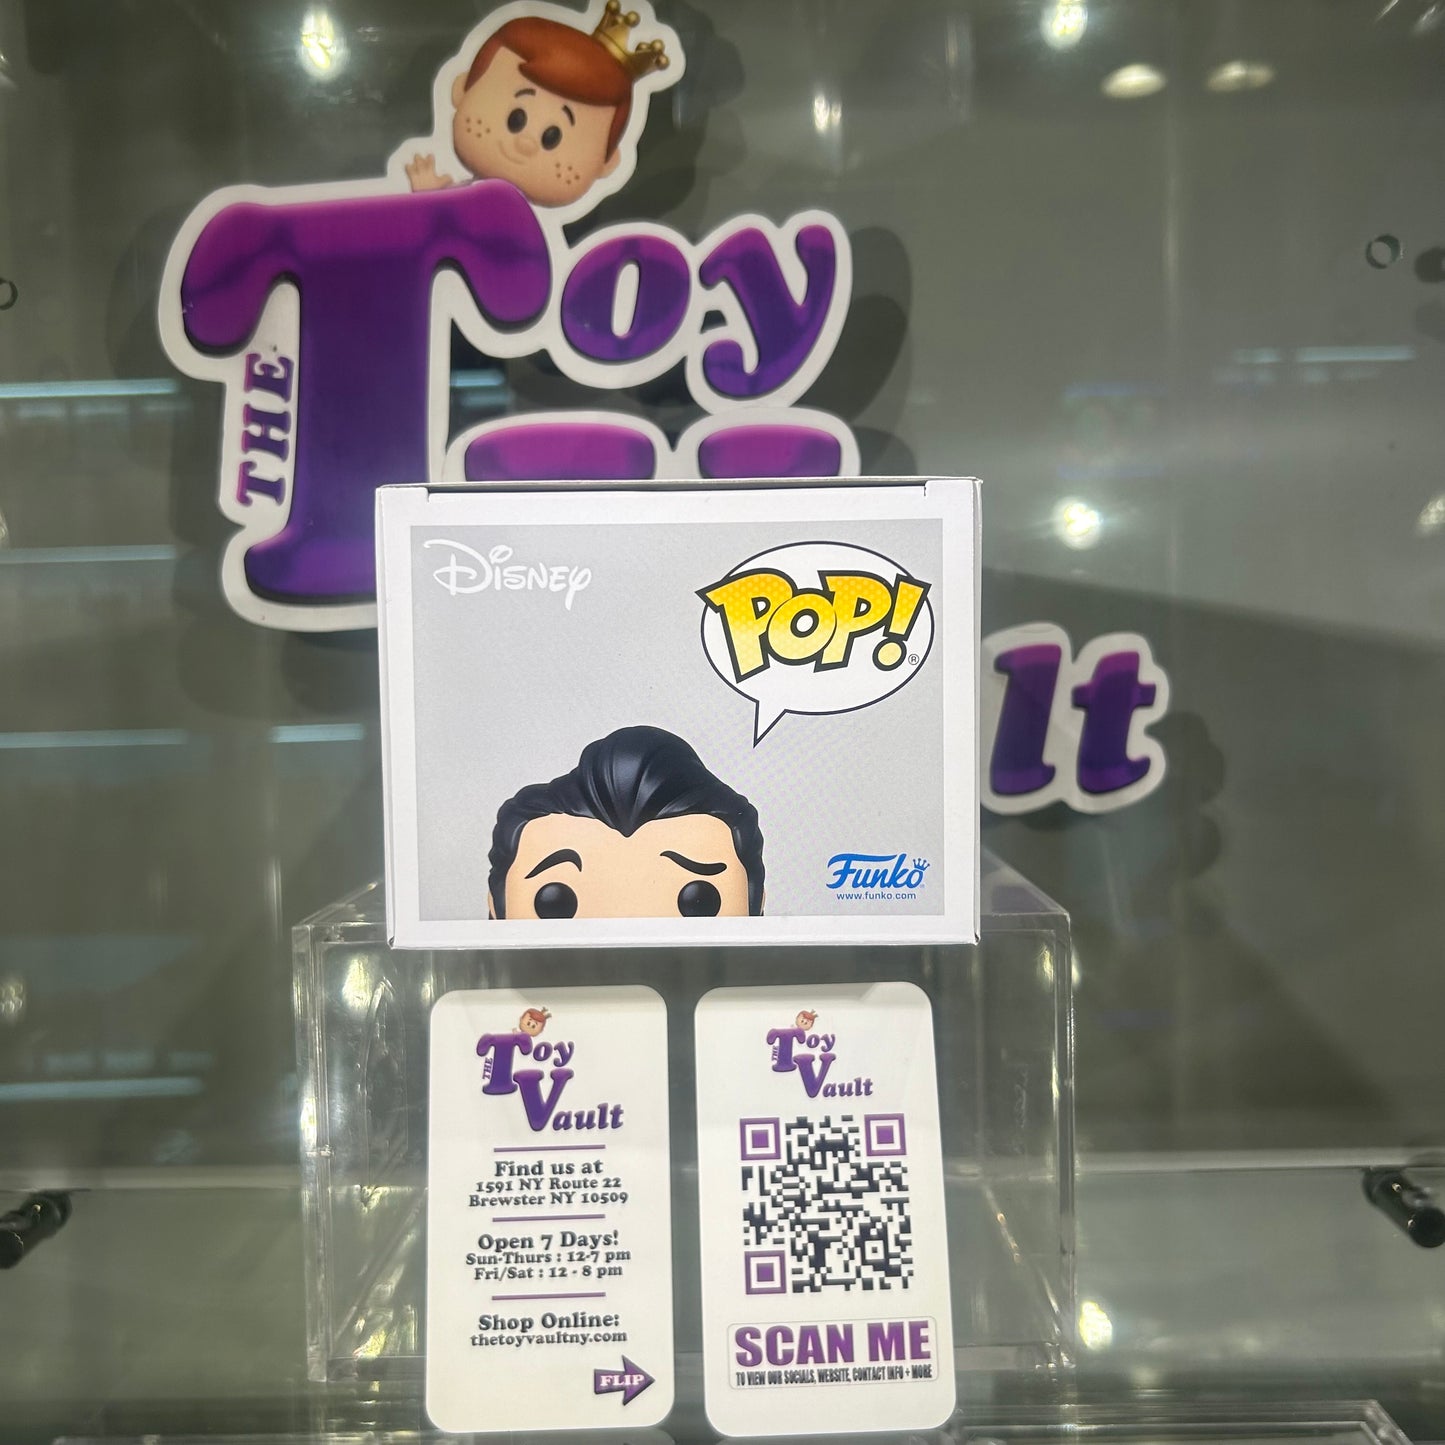 THE Toy
lt
Disney
POP!
®
Funko
www.funko.com
THE Toy
Vault
Find us at
1591 NY Route 22
Brewster NY 10509
Open 7 Days!
Sun-Thurs : 12-7 pm
Fri/Sat : 12 - 8 pm
Shop Online:
thetoyvaultny.com
FLIP
THE Toy
Vault
SCAN ME
TO VIEW OUR SOCIALS, WEBSITE, CONTACT INFO + MORE